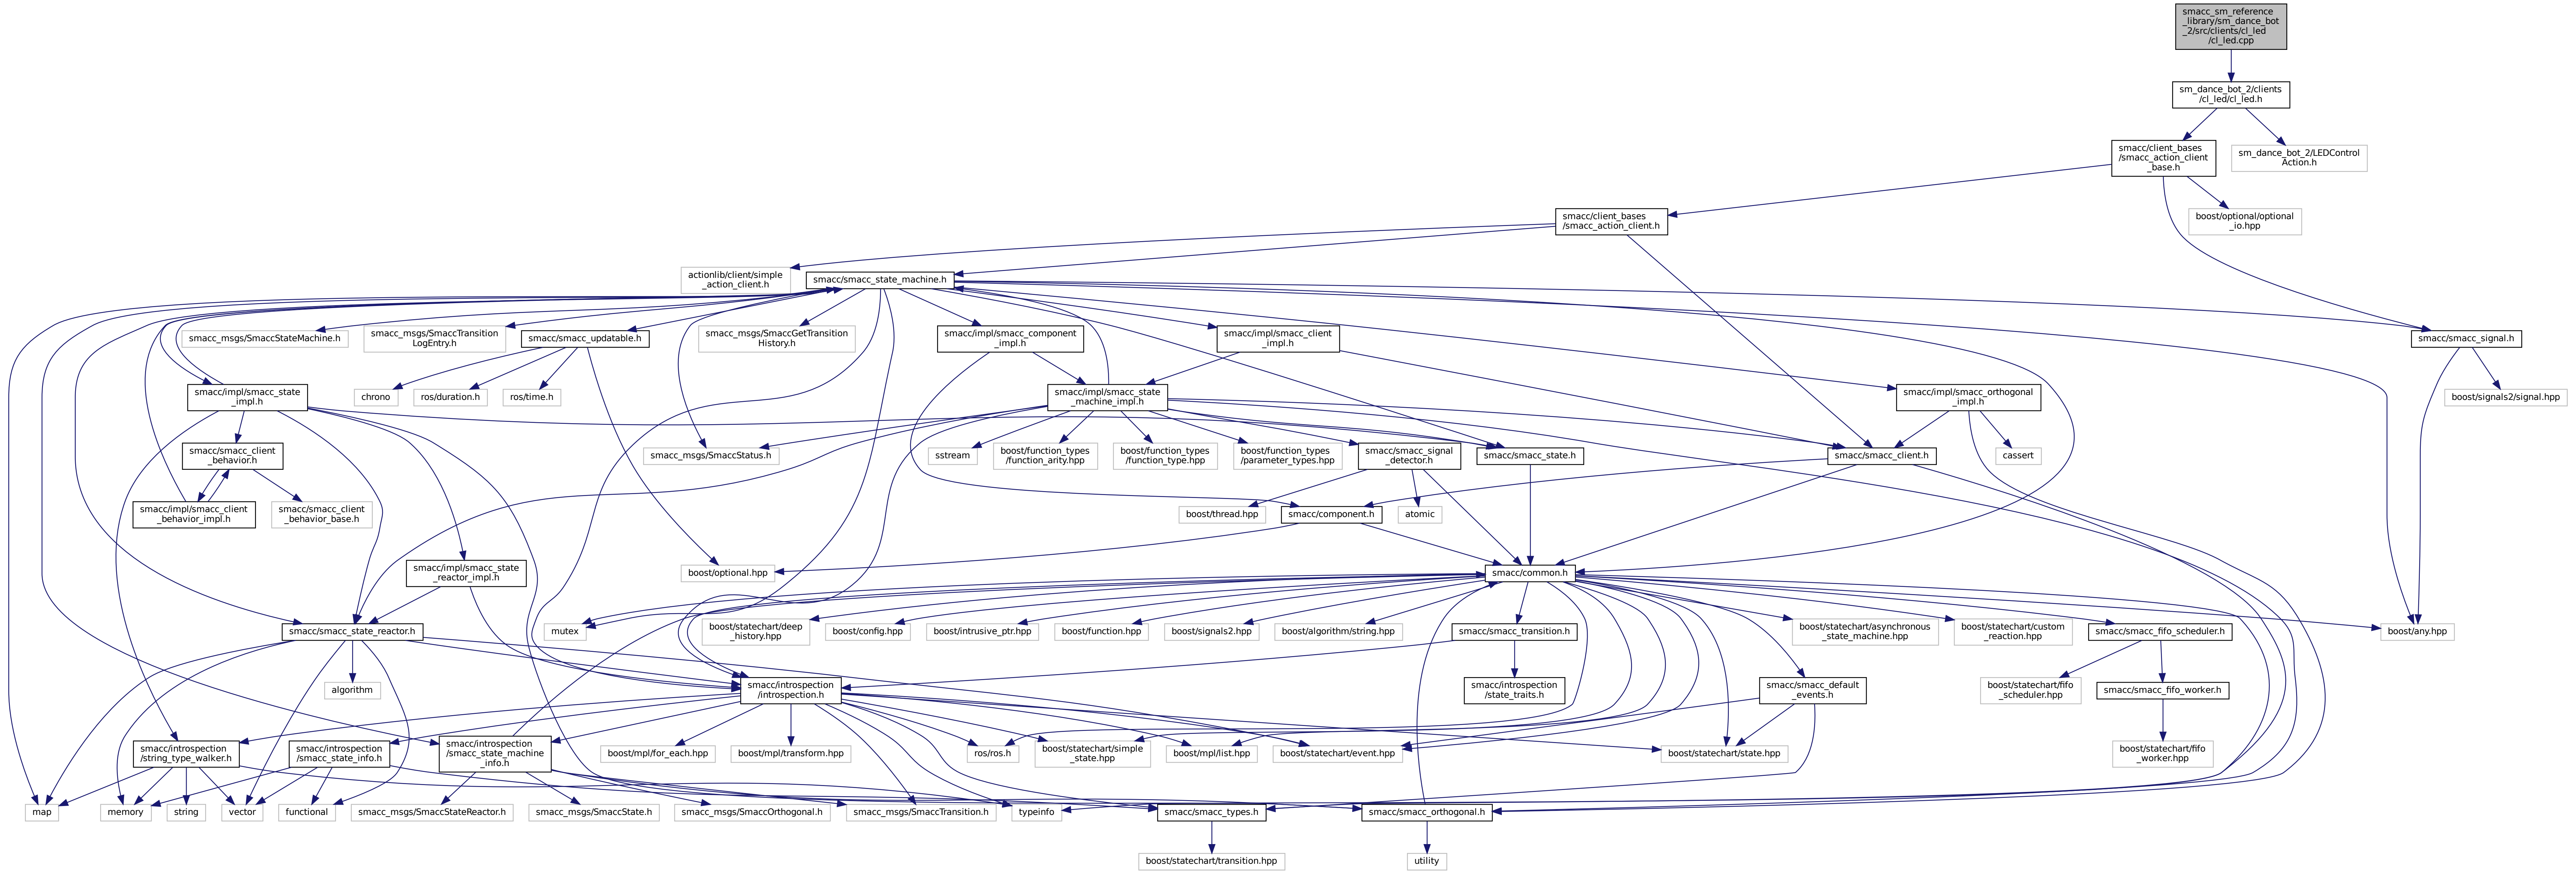 smacc_sm_reference
_library/sm_dance_bot
_2/src/clients/cl_led
/cl_led.cpp
sm_dance_bot_2/clients
/cl_led/cl_led.h
smacc/client_bases
/smacc_action_client
_base.h
sm_dance_bot_2/LEDControl
Action.h
smacc/client_bases
/smacc_action_client.h
boost/optional/optional
_io.hpp
actionlib/client/simple
_action_client.h
smacc/smacc_state_machine.h
smacc_msgs/SmaccStateMachine.h
smacc_msgs/SmaccTransition
LogEntry.h
smacc/smacc_updatable.h
smacc_msgs/SmaccGetTransition
History.h
smacc/impl/smacc_component
_impl.h
smacc/impl/smacc_client
_impl.h
smacc/smacc_signal.h
smacc/impl/smacc_state
_impl.h
chrono
ros/duration.h
ros/time.h
smacc/impl/smacc_state
_machine_impl.h
smacc/impl/smacc_orthogonal
_impl.h
boost/signals2/signal.hpp
smacc/smacc_client
_behavior.h
smacc_msgs/SmaccStatus.h
sstream
boost/function_types
/function_arity.hpp
boost/function_types
/function_type.hpp
boost/function_types
/parameter_types.hpp
smacc/smacc_signal
_detector.h
smacc/smacc_state.h
smacc/smacc_client.h
cassert
smacc/impl/smacc_client
_behavior_impl.h
smacc/smacc_client
_behavior_base.h
boost/thread.hpp
smacc/component.h
atomic
smacc/impl/smacc_state
_reactor_impl.h
boost/optional.hpp
smacc/common.h
smacc/smacc_state_reactor.h
mutex
boost/statechart/deep
_history.hpp
boost/config.hpp
boost/intrusive_ptr.hpp
boost/function.hpp
boost/signals2.hpp
boost/algorithm/string.hpp
smacc/smacc_transition.h
boost/statechart/asynchronous
_state_machine.hpp
boost/statechart/custom
_reaction.hpp
smacc/smacc_fifo_scheduler.h
boost/any.hpp
algorithm
smacc/introspection
/introspection.h
smacc/introspection
/state_traits.h
smacc/smacc_default
_events.h
boost/statechart/fifo
_scheduler.hpp
smacc/smacc_fifo_worker.h
smacc/introspection
/string_type_walker.h
smacc/introspection
/smacc_state_info.h
smacc/introspection
/smacc_state_machine
_info.h
boost/mpl/for_each.hpp
boost/mpl/transform.hpp
ros/ros.h
boost/statechart/simple
_state.hpp
boost/mpl/list.hpp
boost/statechart/event.hpp
boost/statechart/state.hpp
boost/statechart/fifo
_worker.hpp
map
memory
string
vector
functional
smacc_msgs/SmaccStateReactor.h
smacc_msgs/SmaccState.h
smacc_msgs/SmaccOrthogonal.h
smacc_msgs/SmaccTransition.h
typeinfo
smacc/smacc_types.h
smacc/smacc_orthogonal.h
boost/statechart/transition.hpp
utility